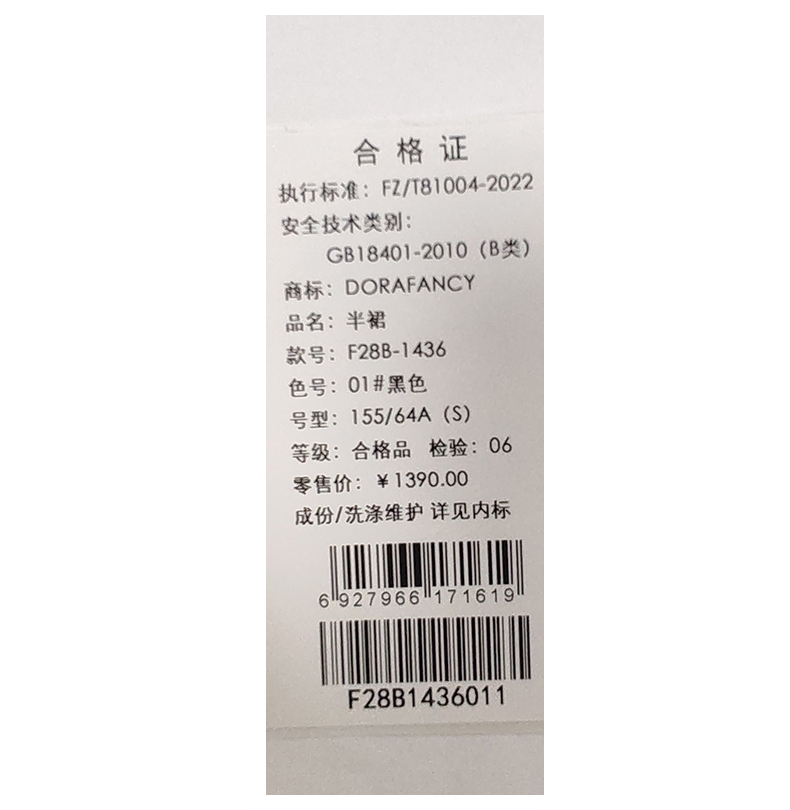 合格证
执行标准：FZ/T81004-2022
安全技术类别：
GB18401-2010（B类）
商标：DORAFANCY
品名：半裙
款号：F28B-1436
色号：01#黑色
号型：155/64A（S）
等级：合格品 检验：06
零售价：￥1390.00
成份/洗涤维护 详见内标
6 927966 171619
F28B1436011